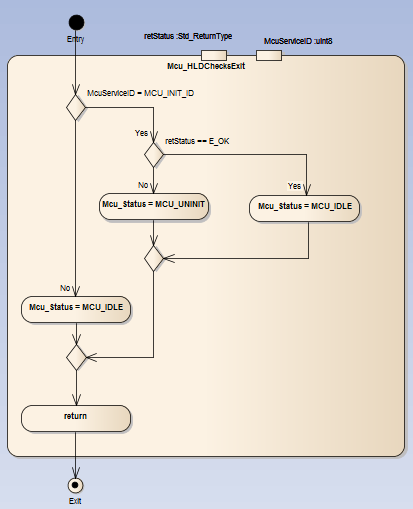 Entry
retStatus :Std_ReturnType
McuServiceID :uint8
Mcu_HLDChecksExit
McuServiceID = MCU_INIT_ID
Yes
retStatus == E_OK
No
Yes
Mcu_Status = MCU_UNINIT
Mcu_Status = MCU_IDLE
No
Mcu_Status = MCU_IDLE
return
Exit